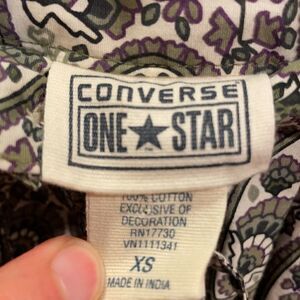 CONVERSE
ONE ★ STAR
100% COTTON
EXCLUSIVE OF
DECORATION
RN17730
VN1111341
XS
MADE IN INDIA